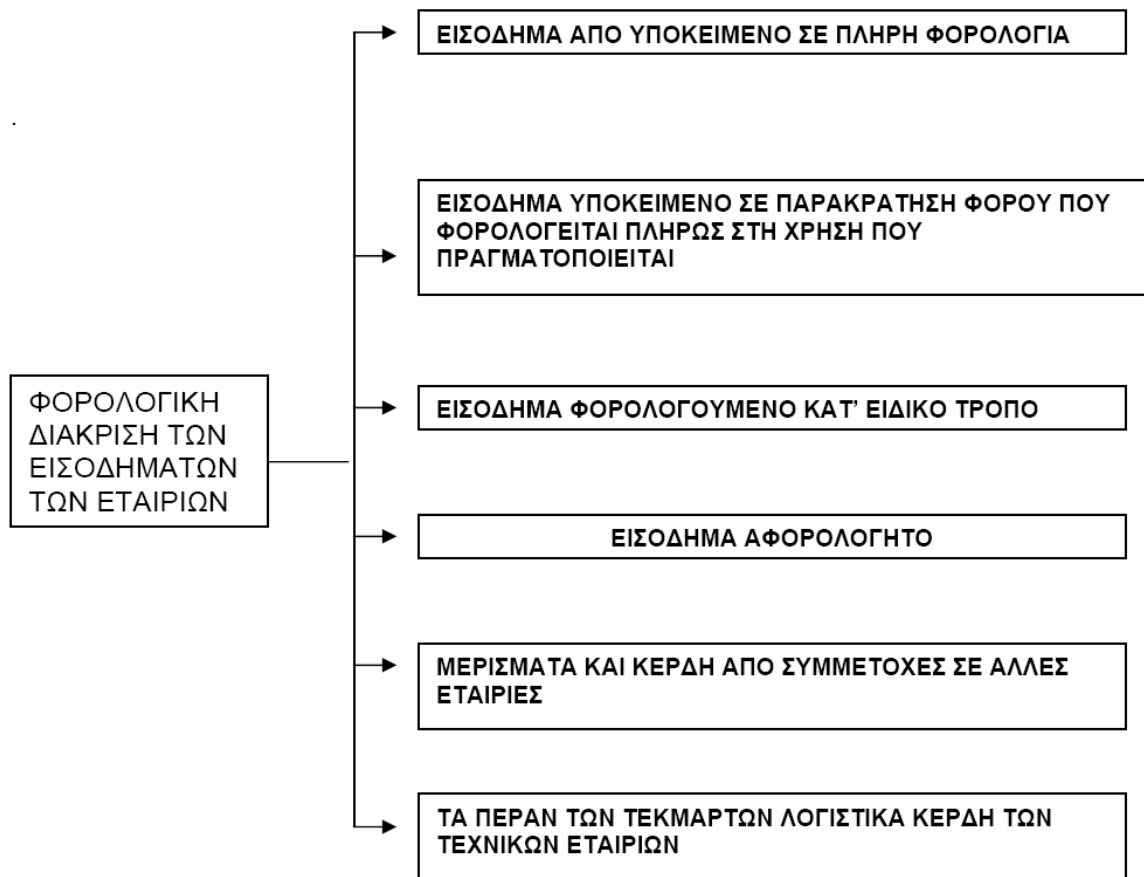 ΕΙΣΟΔΗΜΑ ΑΠΟ ΥΠΟΚΕΙΜΕΝΟ ΣΕ ΠΛΗΡΗ ΦΟΡΟΛΟΓΙΑ
ΕΙΣΟΔΗΜΑ ΥΠΟΚΕΙΜΕΝΟ ΣΕ ΠΑΡΑΚΡΑΤΗΣΗ ΦΟΡΟΥ ΠΟΥ
ΦΟΡΟΛΟΓΕΙΤΑΙ ΠΛΗΡΩΣ ΣΤΗ ΧΡΗΣΗ ΠΟΥ
ΠΡΑΓΜΑΤΟΠΟΙΕΙΤΑΙ
ΦΟΡΟΛΟΓΙΚΗ
ΔΙΑΚΡΙΣΗ ΤΩΝ
ΕΙΣΟΔΗΜΑΤΩΝ
ΤΩΝ ΕΤΑΙΡΙΩΝ
ΕΙΣΟΔΗΜΑ ΦΟΡΟΛΟΓΟΥΜΕΝΟ ΚΑΤ' ΕΙΔΙΚΟ ΤΡΟΠΟ
ΕΙΣΟΔΗΜΑ ΑΦΟΡΟΛΟΓΗΤΟ
ΜΕΡΙΣΜΑΤΑ ΚΑΙ ΚΕΡΔΗ ΑΠΟ ΣΥΜΜΕΤΟΧΕΣ ΣΕ ΑΛΛΕΣ
ΕΤΑΙΡΙΕΣ
ΤΑ ΠΕΡΑΝ ΤΩΝ ΤΕΚΜΑΡΤΩΝ ΛΟΓΙΣΤΙΚΑ ΚΕΡΔΗ ΤΩΝ
ΤΕΧΝΙΚΩΝ ΕΤΑΙΡΙΩΝ